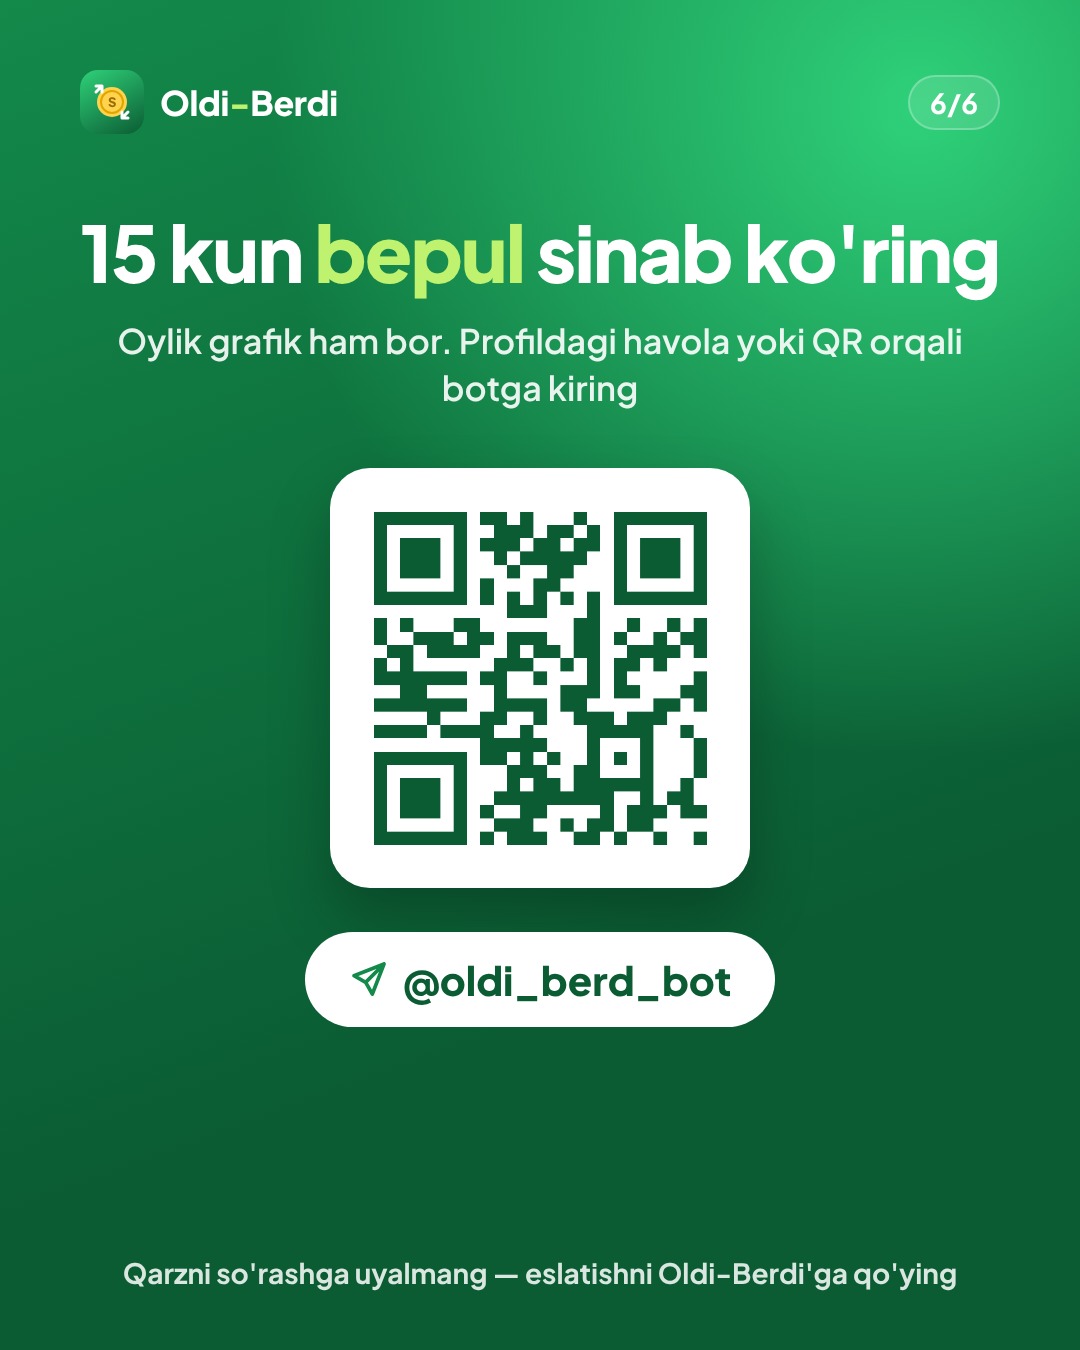 Oldi-Berdi
6/6
15 kun bepul sinab ko'ring
Oylik grafik ham bor. Profildagi havola yoki QR orqali
botga kiring
@oldi_berd_bot
Qarzni so'rashga uyalmang — eslatishni Oldi-Berdi'ga qo'ying